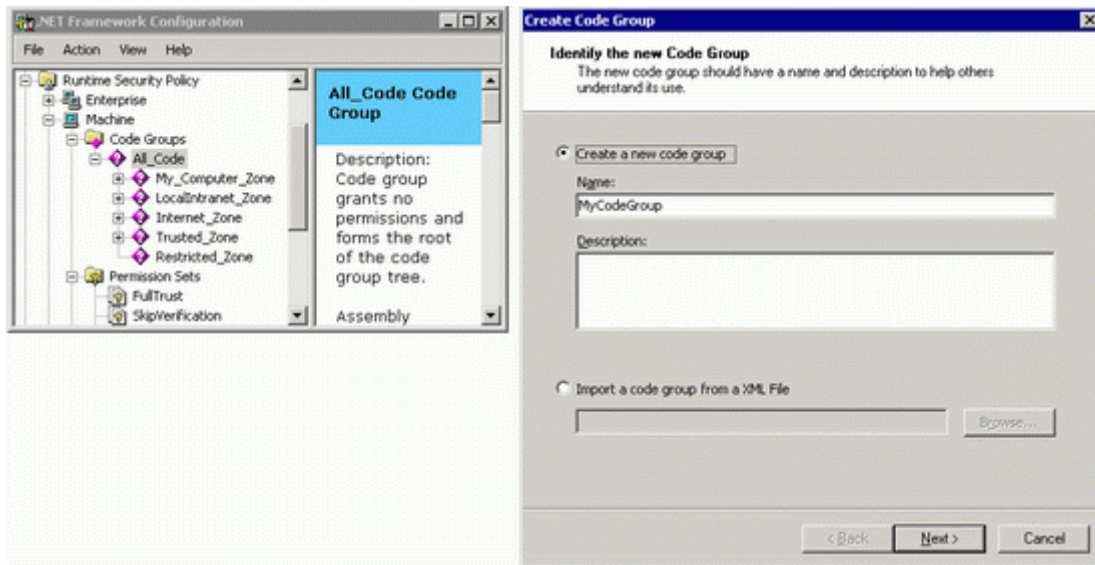 .NET Framework Configuration
File Action View Help
Runtime Security Policy
Enterprise
Machine
Code Groups
All_Code
My_Computer_Zone
LocalIntranet_Zone
Internet_Zone
Trusted_Zone
Restricted_Zone
Permission Sets
FullTrust
SkipVerification
All_Code Code
Group
Description:
Code group
grants no
permissions and
forms the root
of the code
group tree.
Assembly
Create Code Group
Identify the new Code Group
The new code group should have a name and description to help others
understand its use.
Create a new code group
Name:
MyCodeGroup
Description:
Import a code group from a XML File
Browse...
< Back Next > Cancel